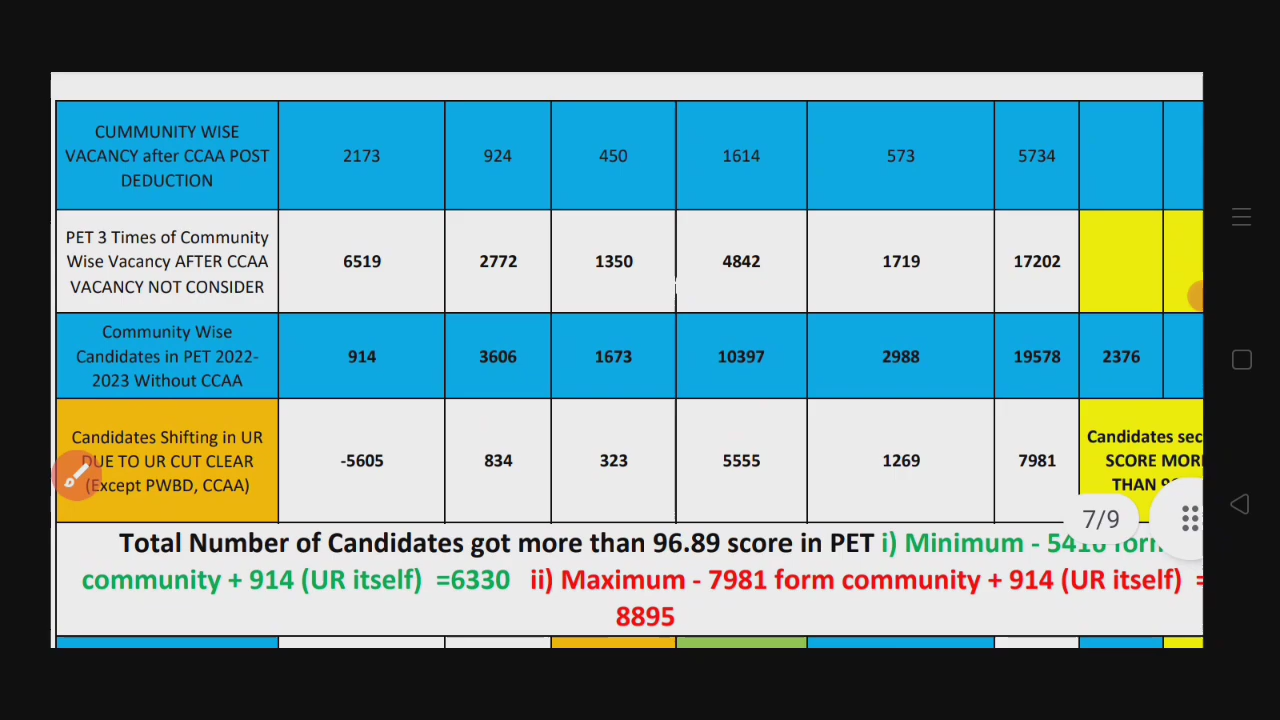 CUMMUNITY WISE
VACANCY after CCAA POST
DEDUCTION
2173 924 450 1614 573 5734
PET 3 Times of Community
Wise Vacancy AFTER CCAA
VACANCY NOT CONSIDER
6519 2772 1350 4842 1719 17202
Community Wise
Candidates in PET 2022-
2023 Without CCAA
914 3606 1673 10397 2988 19578 2376
Candidates Shifting in UR
DUE TO UR CUT CLEAR
(Except PWBD, CCAA)
-5605 834 323 5555 1269 7981
Candidates
SCORE
THAN
7/9
Total Number of Candidates got more than 96.89 score in PET i) Minimum - 5416 form
community + 914 (UR itself) =6330 ii) Maximum - 7981 form community + 914 (UR itself) =
8895